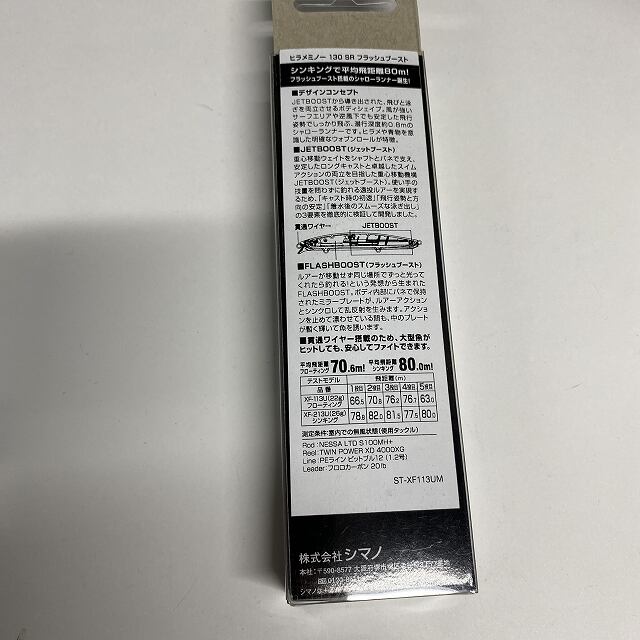 ヒラメミノー 130 SR フラッシュブースト
シンキングで平均飛距離80m!
フラッシュブースト搭載のシャローランナー誕生!
■デザインコンセプト
JETBOOSTから導き出された、飛びと泳
ぎを両立させるボディシェイプ。風が強い
サーフエリアや逆風下でも安定した飛行
姿勢でしっかり飛ぶ、潜行深度約0.8mの
シャローランナーです。ヒラメや青物を意
識した明確なウォブンロールが特徴。
■JETBOOST(ジェットブースト)
重心移動ウェイトをシャフトとバネで支え、
安定したロングキャストと卓越したスイム
アクションの両立を目指した重心移動機構
JETBOOST(ジェットブースト)。使い手の
技量を問わずに釣れる遠投ルアーを実現す
るため、「キャスト時の初速」「飛行姿勢と方
向の安定」「着水後のスムーズな泳ぎ出し」
の3要素を徹底的に検証して開発しました。
貫通ワイヤー JETBOOST
■FLASHBOOST(フラッシュブースト)
ルアーが移動せず同じ場所でずっと光って
くれたら釣れる!という発想から生まれた
FLASHBOOST。ボディ内部にバネで保持
されたミラープレートが、ルアーアクション
とシンクロして乱反射を生みます。アクショ
ンを止めて漂わせている間も、中のプレート
が動く輝いて魚を誘います。
■貫通ワイヤー搭載のため、大型魚が
ヒットしても、安心してファイトできます。
平均飛距離 フローティング 70.6m! 平均飛距離 シンキング 80.0m!
テストモデル 飛距離(m)
品番 1投目 2投目 3投目 4投目 5投目
XF-113U(22g) フローティング 66.5 70.8 76.2 76.7 63.0
XF-213U(26g) シンキング 78.8 82.0 81.5 77.5 80.0
測定条件:室内での無風状態(使用タックル)
Rod : NESSA LTD S100MH+
Reel : TWIN POWER XD 4000XG
Line : PEライン ピットブル12 (1.2号)
Leader : フロロカーボン 20lb
ST-XF113UM
株式会社シマノ
本社:〒590-8577